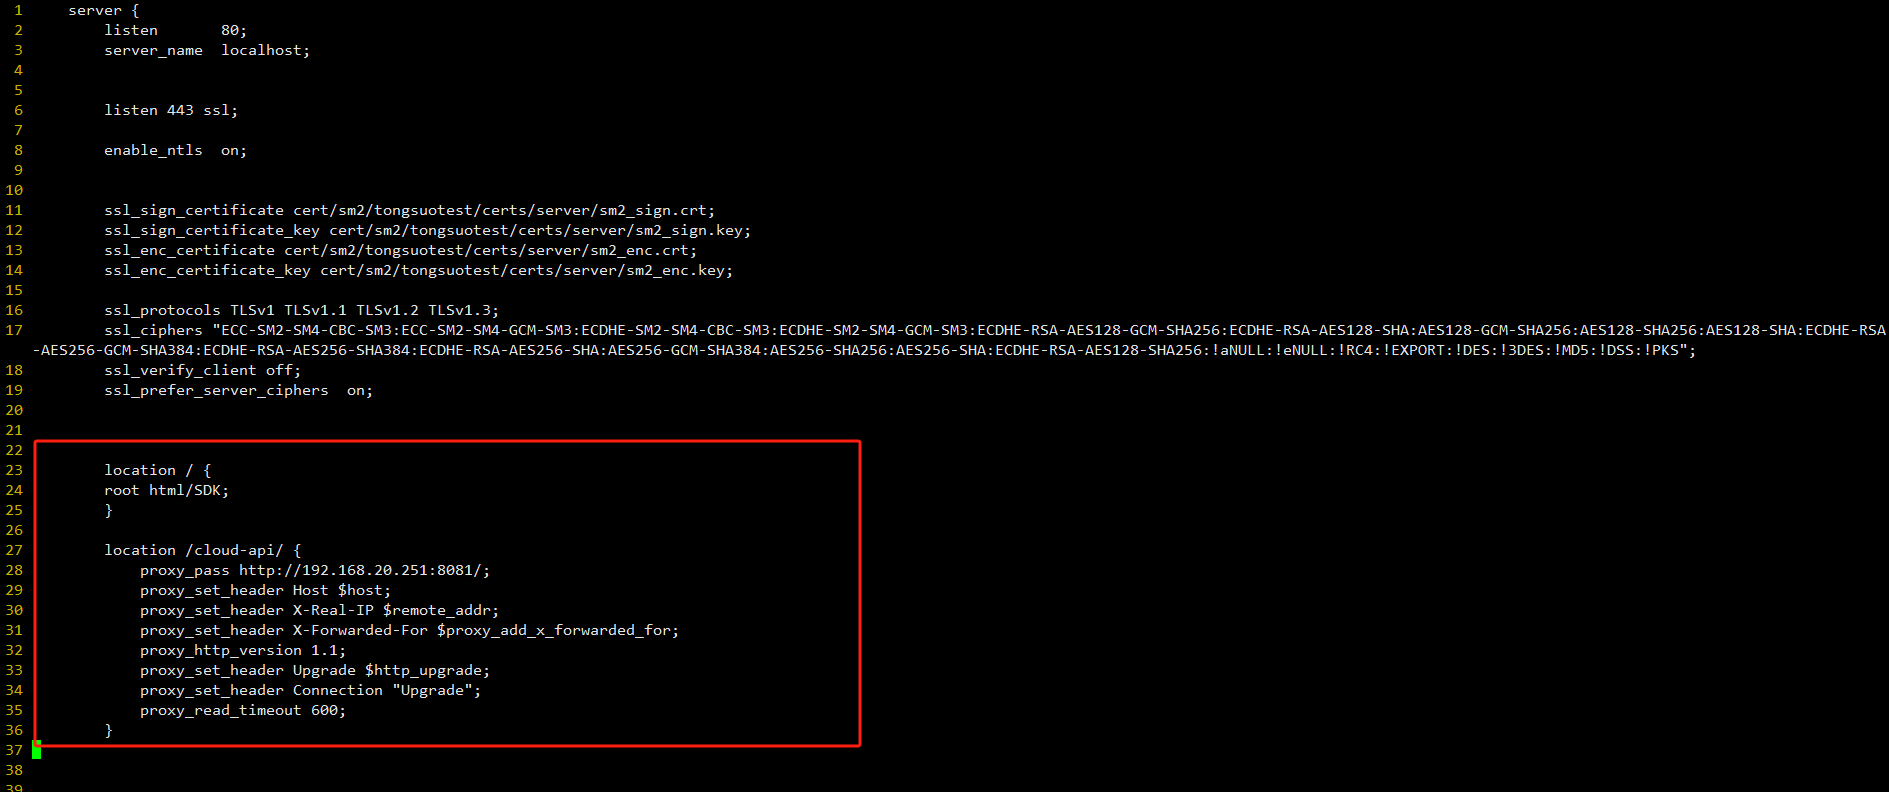 1     server {
2         listen       80;
3         server_name  localhost;
4
5
6         listen 443 ssl;
7
8         enable_ntls  on;
9
10
11         ssl_sign_certificate cert/sm2/tongsuotest/certs/server/sm2_sign.crt;
12         ssl_sign_certificate_key cert/sm2/tongsuotest/certs/server/sm2_sign.key;
13         ssl_enc_certificate cert/sm2/tongsuotest/certs/server/sm2_enc.crt;
14         ssl_enc_certificate_key cert/sm2/tongsuotest/certs/server/sm2_enc.key;
15
16         ssl_protocols TLSv1 TLSv1.1 TLSv1.2 TLSv1.3;
17         ssl_ciphers "ECC-SM2-SM4-CBC-SM3:ECC-SM2-SM4-GCM-SM3:ECDHE-SM2-SM4-CBC-SM3:ECDHE-SM2-SM4-GCM-SM3:ECDHE-RSA-AES128-GCM-SHA256:ECDHE-RSA-AES128-SHA:AES128-GCM-SHA256:AES128-SHA256:AES128-SHA:ECDHE-RSA
-AES256-GCM-SHA384:ECDHE-RSA-AES256-SHA384:ECDHE-RSA-AES256-SHA:AES256-GCM-SHA384:AES256-SHA256:AES256-SHA:ECDHE-RSA-AES128-SHA256:!aNULL:!eNULL:!RC4:!EXPORT:!DES:!3DES:!MD5:!DSS:!PKS";
18         ssl_verify_client off;
19         ssl_prefer_server_ciphers  on;
20
21
22
23         location / {
24         root html/SDK;
25         }
26
27         location /cloud-api/ {
28             proxy_pass http://192.168.20.251:8081/;
29             proxy_set_header Host $host;
30             proxy_set_header X-Real-IP $remote_addr;
31             proxy_set_header X-Forwarded-For $proxy_add_x_forwarded_for;
32             proxy_http_version 1.1;
33             proxy_set_header Upgrade $http_upgrade;
34             proxy_set_header Connection "Upgrade";
35             proxy_read_timeout 600;
36         }
37
38
39